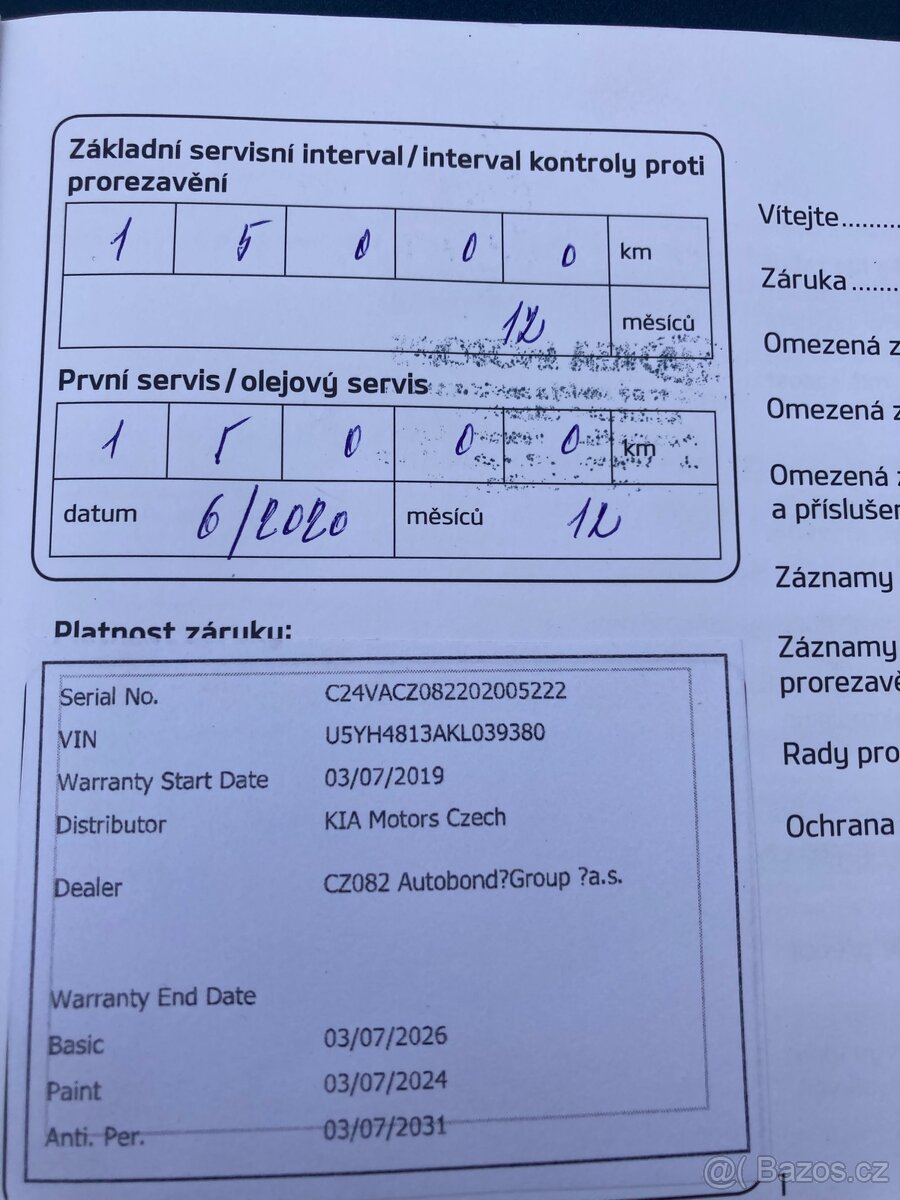 Základní servisní interval/interval kontroly proti
prorezavění
1 5 0 0 0 km
12 měsíců
První servis/olejový servis
1 5 0 0 0 km
datum 6/2020 měsíců 12
Platnost záruky:
Serial No. C24VACZ082202005222
VIN U5YH4813AKL039380
Warranty Start Date 03/07/2019
Distributor KIA Motors Czech
Dealer CZ082 Autobond?Group ?a.s.
Warranty End Date
Basic 03/07/2026
Paint 03/07/2024
Anti. Per. 03/07/2031
Vítejte
Záruka
Omezená z
Omezená z
Omezená z
a příslušen
Záznamy
Záznamy
prorezavě
Rady pro
Ochrana
1
@( Bazos.cz